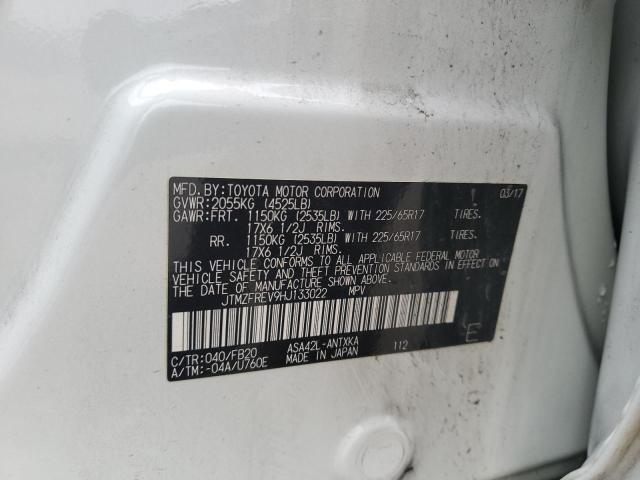 MFD. BY: TOYOTA MOTOR CORPORATION 03/17
GVWR: 2055KG (4525LB)
GAWR: FRT. 1150KG (2535LB) WITH 225/65R17 TIRES.
17X6 1/2J RIMS.
RR. 1150KG (2535LB) WITH 225/65R17 TIRES.
17X6 1/2J RIMS.
THIS VEHICLE CONFORMS TO ALL APPLICABLE FEDERAL MOTOR
VEHICLE SAFETY, BUMPER, AND THEFT PREVENTION STANDARDS IN
EFFECT ON THE DATE OF MANUFACTURE SHOWN ABOVE.
JTMZFREV9HJ133022 MPV
E
C/TR: 040/FB20 ASA42L-ANTXKA 112
A/TM: -04A/U760E MADE IN JAPAN